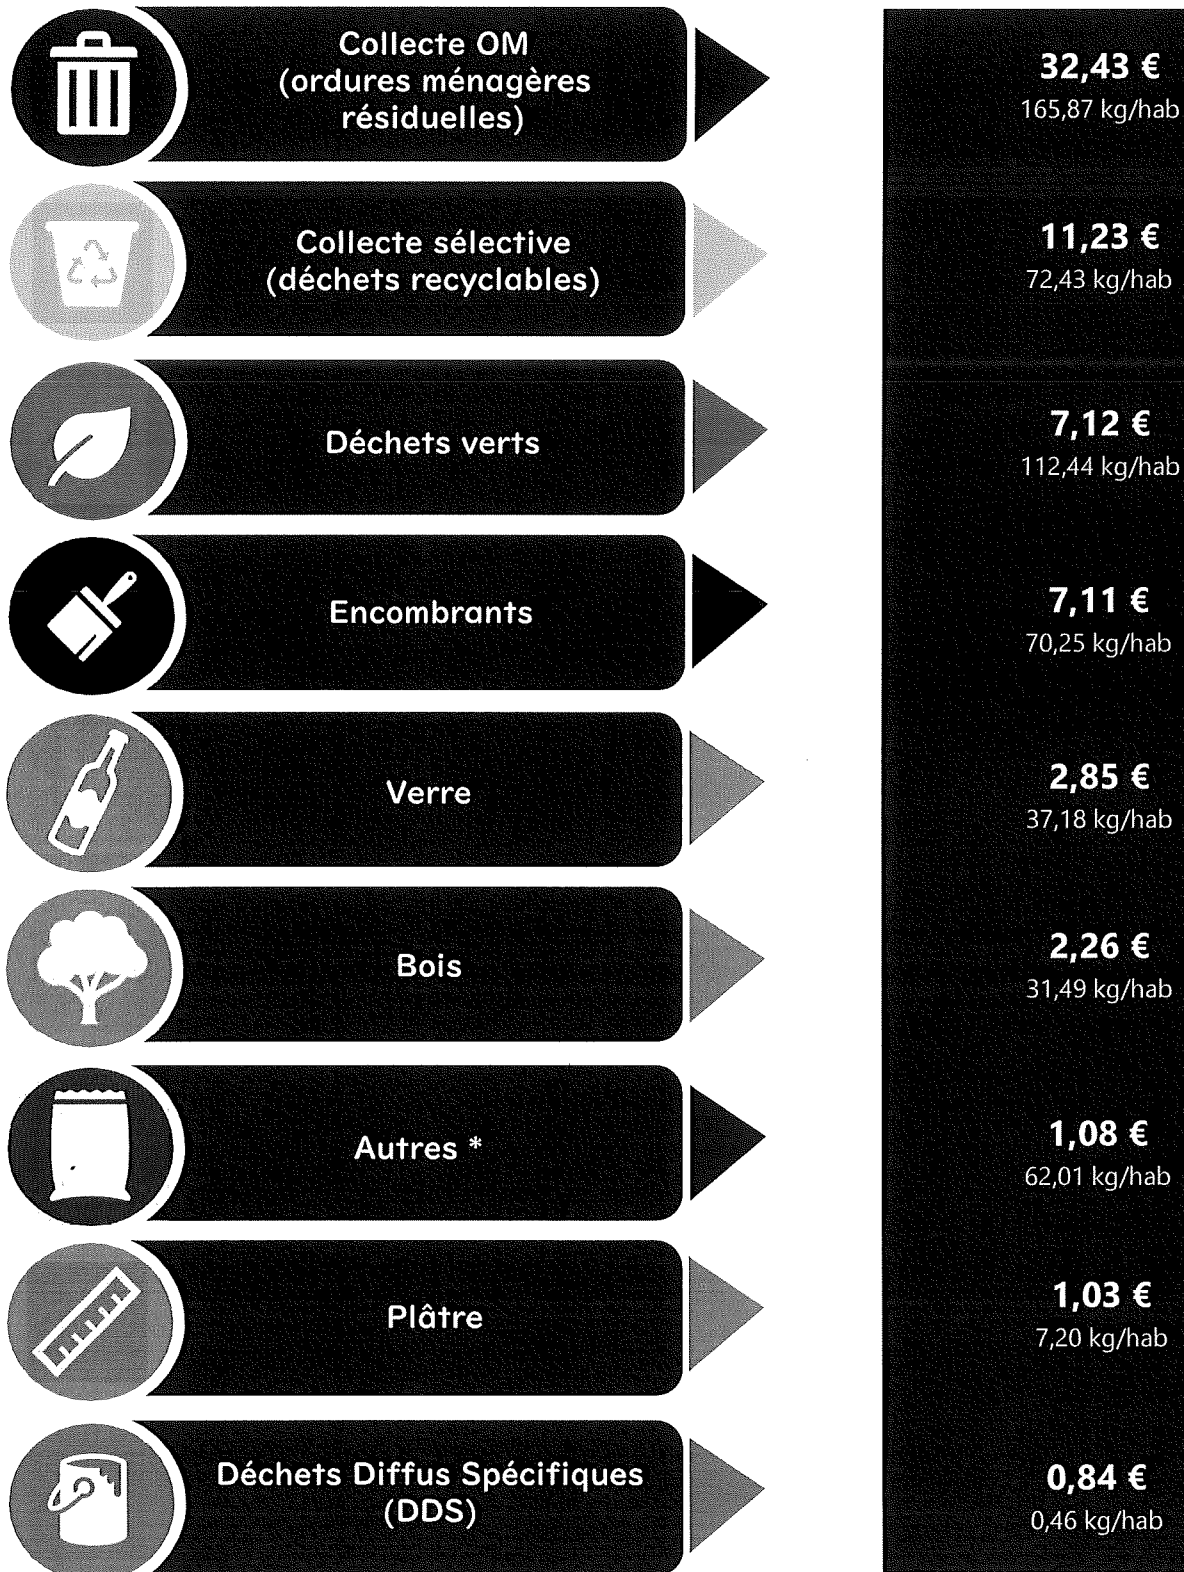 Collecte OM
(ordures ménagères
résiduelles)
32,43 €
165,87 kg/hab
Collecte sélective
(déchets recyclables)
11,23 €
72,43 kg/hab
Déchets verts
7,12 €
112,44 kg/hab
Encombrants
7,11 €
70,25 kg/hab
Verre
2,85 €
37,18 kg/hab
Bois
2,26 €
31,49 kg/hab
Autres *
1,08 €
62,01 kg/hab
Plâtre
1,03 €
7,20 kg/hab
Déchets Diffus Spécifiques
(DDS)
0,84 €
0,46 kg/hab